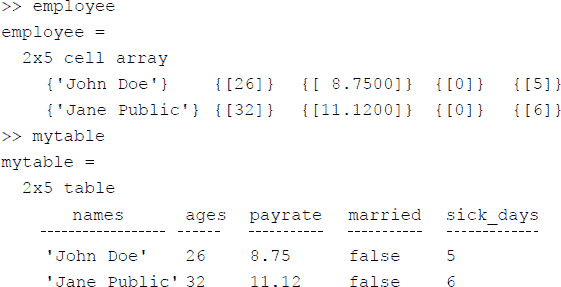 >> employee
employee =
2x5 cell array
{'John Doe'} {[26]} {[ 8.7500]} {[0]} {[5]}
{'Jane Public'} {[32]} {[11.1200]} {[0]} {[6]}
>> mytable
mytable =
2x5 table
names ages payrate married sick_days
'John Doe' 26 8.75 false 5
'Jane Public' 32 11.12 false 6